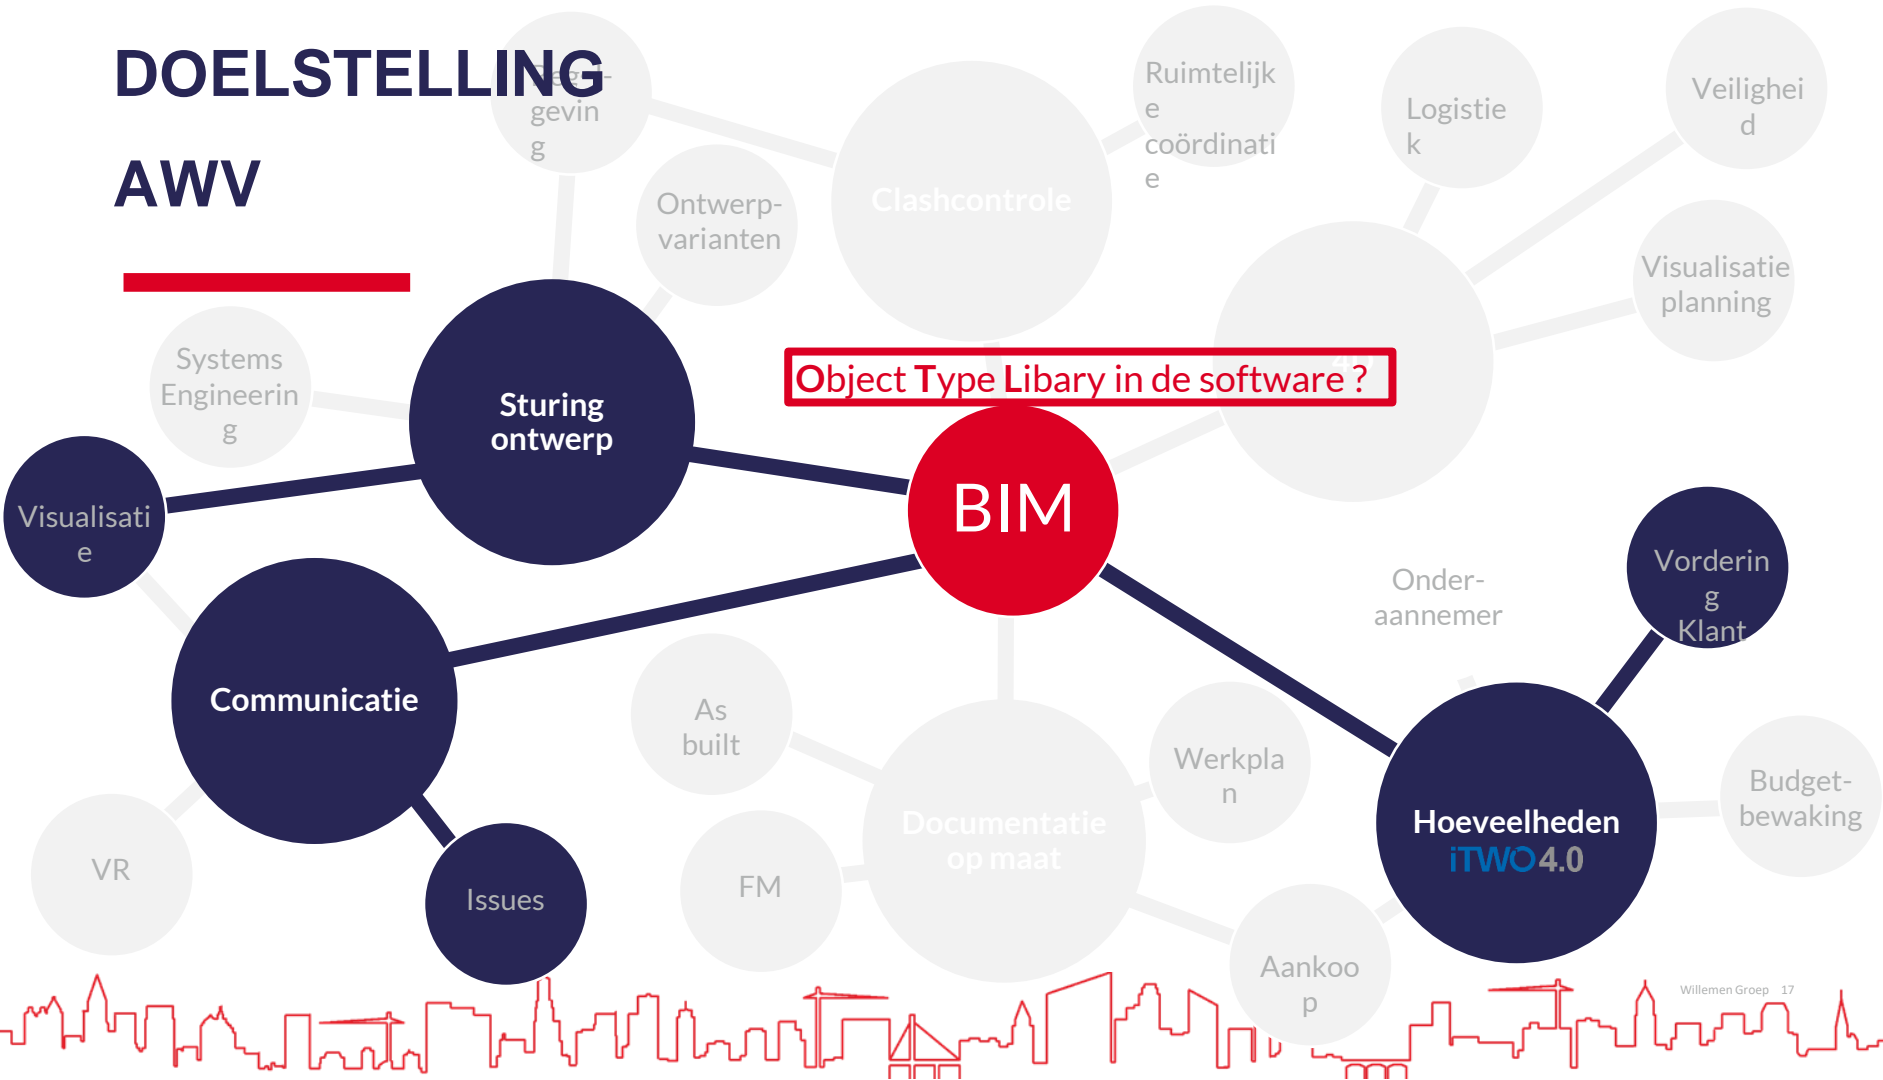 DOELSTELLING
AWV
gevin
g
Ruimtelijk
e
coördinati
e
Logistie
k
Veilighei
d
Ontwerp-
varianten
Clashcontrole
Visualisatie
planning
Systems
Engineerin
g
Sturing
ontwerp
4D
Object Type Libary in de software ?
BIM
Visualisati
e
Vorderin
g
Klant
Onder-
aannemer
Communicatie
As
built
Werkpla
n
Budget-
bewaking
Documentatie
op maat
Hoeveelheden
iTWO4.0
VR
FM
Issues
Aankoo
p
Willemen Groep 17